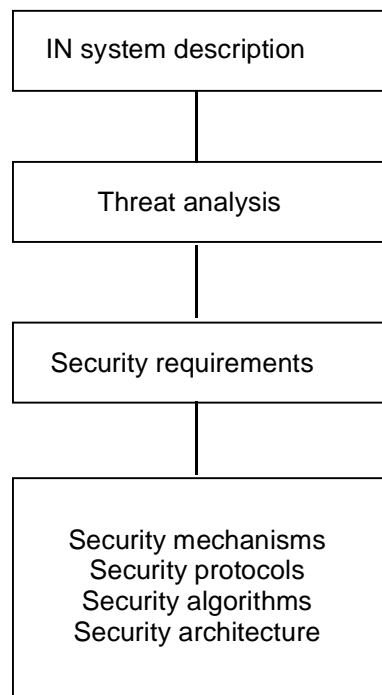 IN system description
Threat analysis
Security requirements
Security mechanisms
Security protocols
Security algorithms
Security architecture